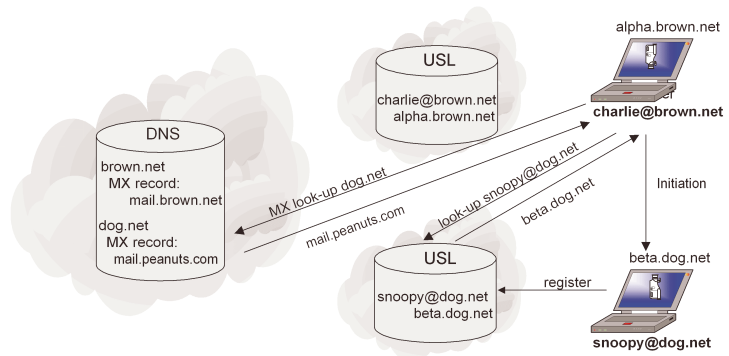 alpha.brown.net
USL
charlie@brown.net
alpha.brown.net
charlie@brown.net
DNS
brown.net
MX record:
mail.brown.net
dog.net
MX record:
mail.peanuts.com
MX look-up dog.net
mail.peanuts.com
look-up snoopy@dog.net
beta.dog.net
Initiation
USL
snoopy@dog.net
beta.dog.net
register
beta.dog.net
snoopy@dog.net